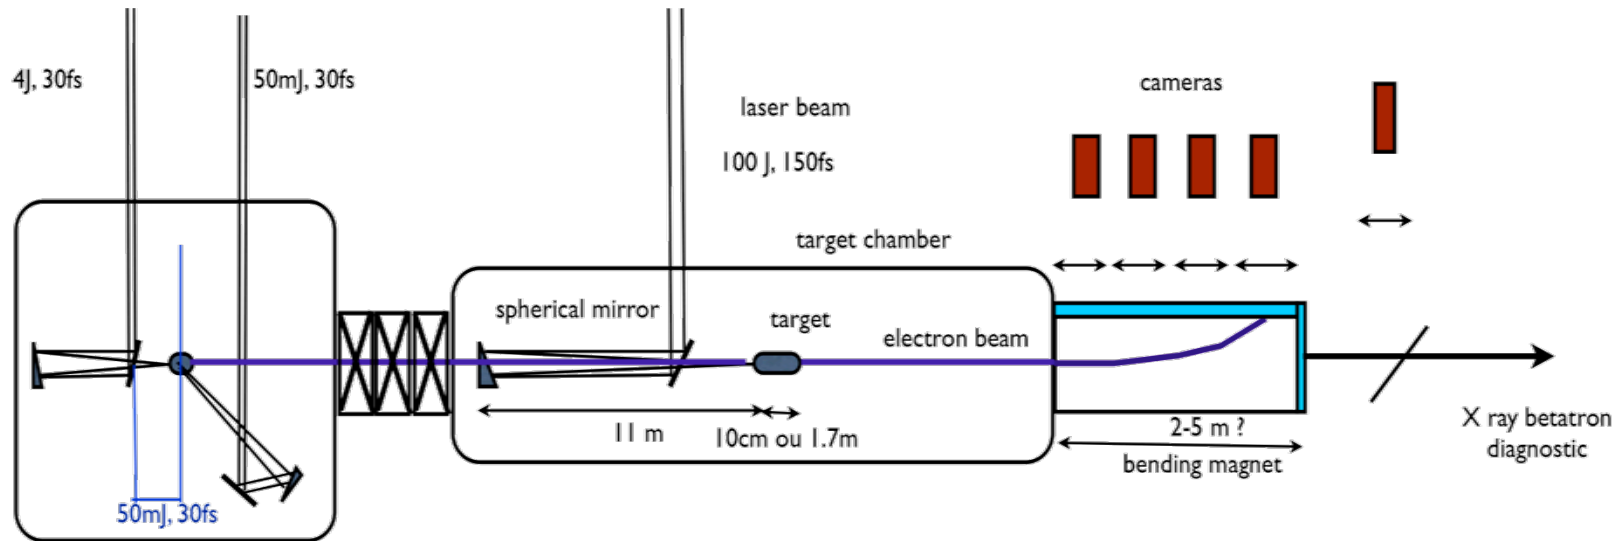 4J, 30fs
50mJ, 30fs
laser beam
100 J, 150fs
cameras
target chamber
spherical mirror
target
electron beam
11 m
10cm ou 1.7m
2-5 m ?
bending magnet
X ray betatron
diagnostic
50mJ, 30fs